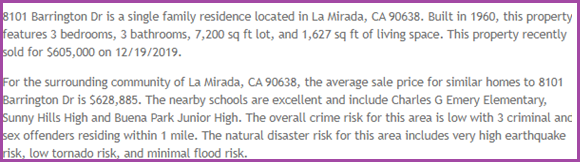 8101 Barrington Dr is a single family residence located in La Mirada, CA 90638. Built in 1960, this property
features 3 bedrooms, 3 bathrooms, 7,200 sq ft lot, and 1,627 sq ft of living space. This property recently
sold for $605,000 on 12/19/2019.
For the surrounding community of La Mirada, CA 90638, the average sale price for similar homes to 8101
Barrington Dr is $628,885. The nearby schools are excellent and include Charles G Emery Elementary,
Sunny Hills High and Buena Park Junior High. The overall crime risk for this area is low with 3 criminal and
sex offenders residing within 1 mile. The natural disaster risk for this area includes very high earthquake
risk, low tornado risk, and minimal flood risk.